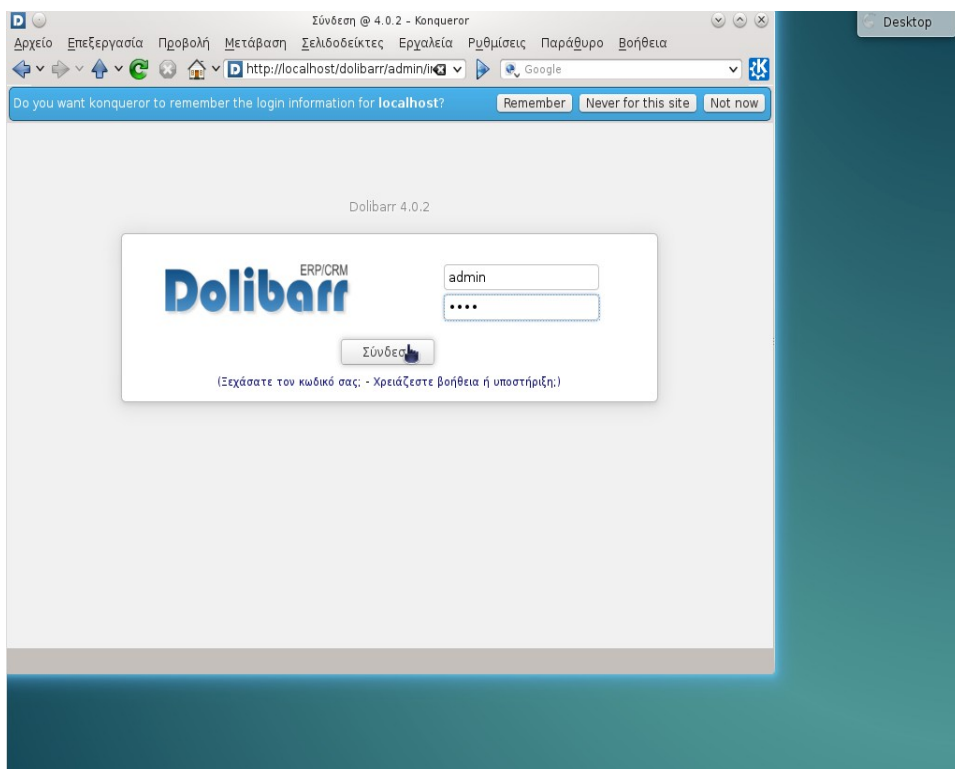 Σύνδεση @ 4.0.2 – Konqueror
Desktop
Αρχείο Επεξεργασία Προβολή Μετάβαση Σελιδοδείκτες Εργαλεία Ρυθμίσεις Παράθυρο Βοήθεια
http://localhost/dolibarr/admin/
Google
Do you want konqueror to remember the login information for localhost?
Remember
Never for this site
Not now
Dolibarr 4.0.2
ERP/CRM
Dolibarr
admin
••••
(Ξεχάσατε τον κωδικό σας; - Χρειάζεστε βοήθεια ή υποστήριξη;)